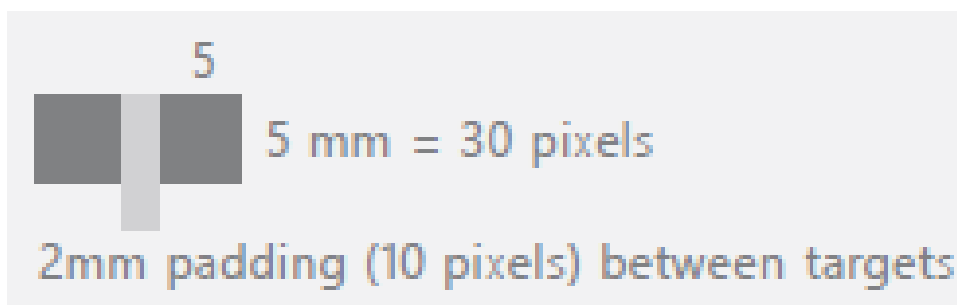 5
5 mm = 30 pixels
2mm padding (10 pixels) between targets